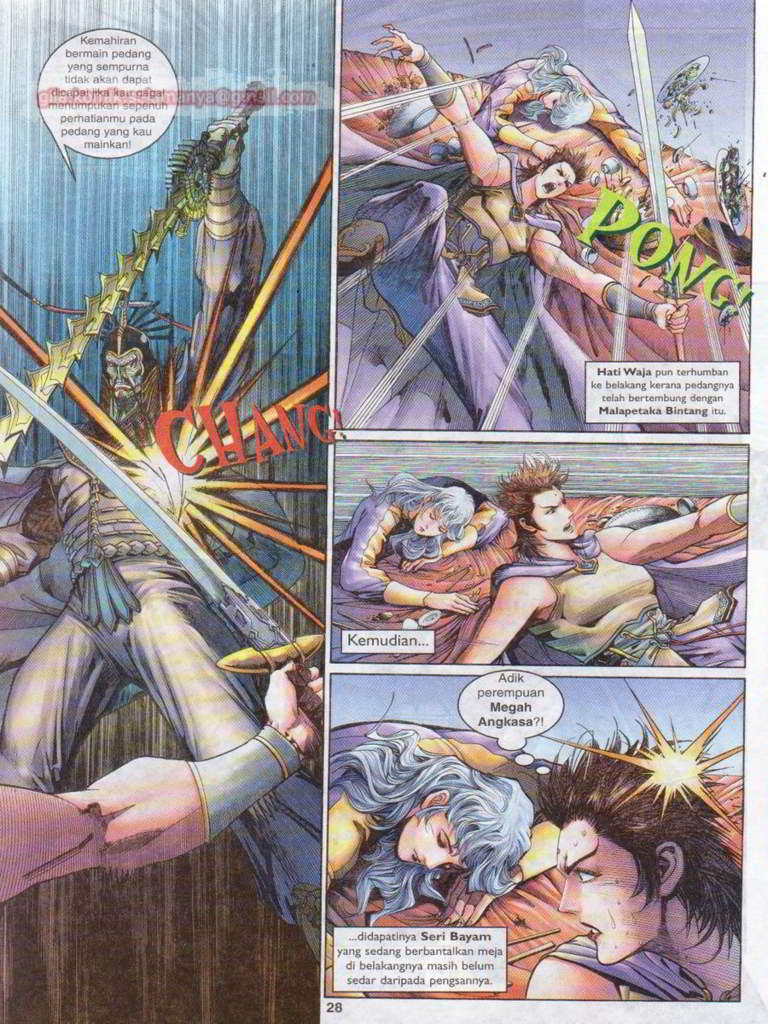 Kemahiran
bermain pedang
yang sempurna
tidak akan dapat
dicapai jika kau gagal
menumpukan sepenuh
perhatianmu pada
pedang yang kau
mainkan!
CHANG!
PONG!
Hati Waja pun terhumban
ke belakang kerana pedangnya
telah bertembung dengan
Malapetaka Bintang itu.
Kemudian...
Adik
perempuan
Megah
Angkasa?!
...didapatinya Seri Bayam
yang sedang berbantalkan meja
di belakangnya masih belum
sedar daripada pengsannya.
28